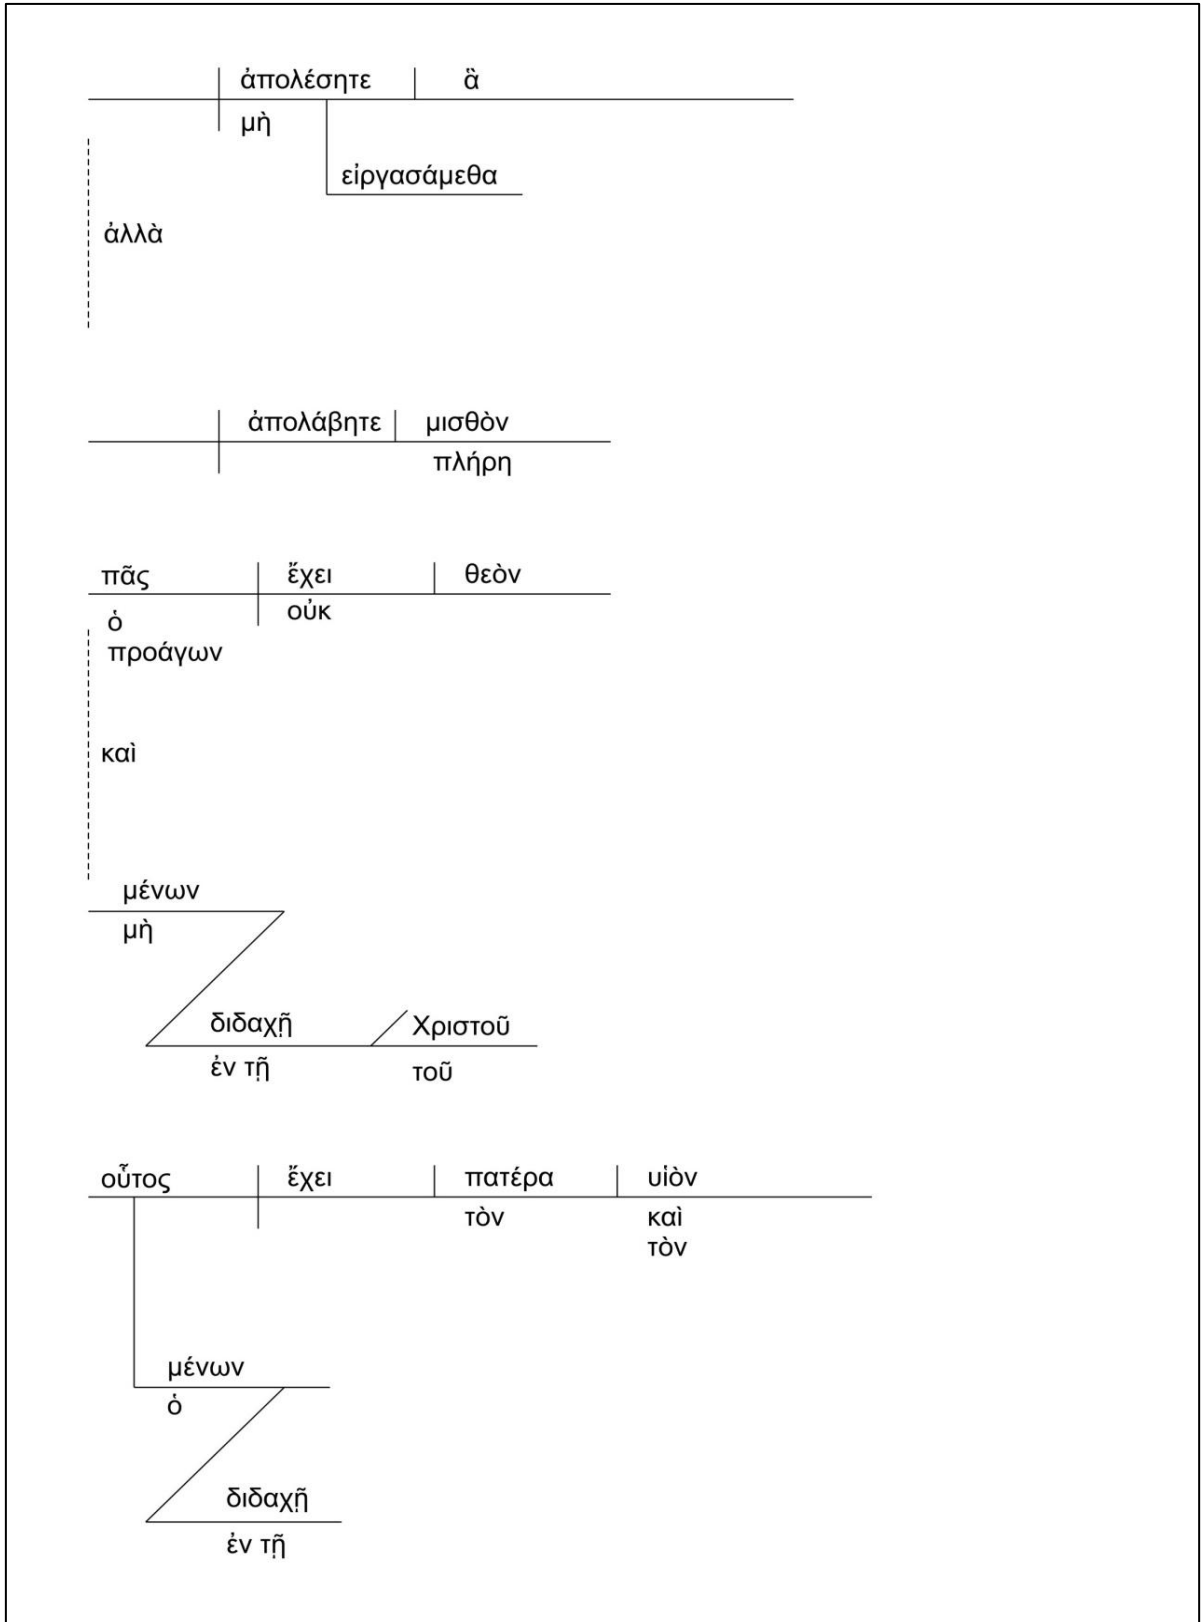 ἀπολέσητε ἃ
μὴ
εἰργασάμεθα
ἀλλὰ
ἀπολάβητε μισθὸν
πλήρη
πᾶς ἔχει θεὸν
ὁ οὐκ
προάγων
καὶ
μένων
μὴ
διδαχῇ Χριστοῦ
ἐν τῇ τοῦ
οὗτος ἔχει πατέρα υἱὸν
τὸν καὶ
τὸν
μένων
ὁ
διδαχῇ
ἐν τῇ